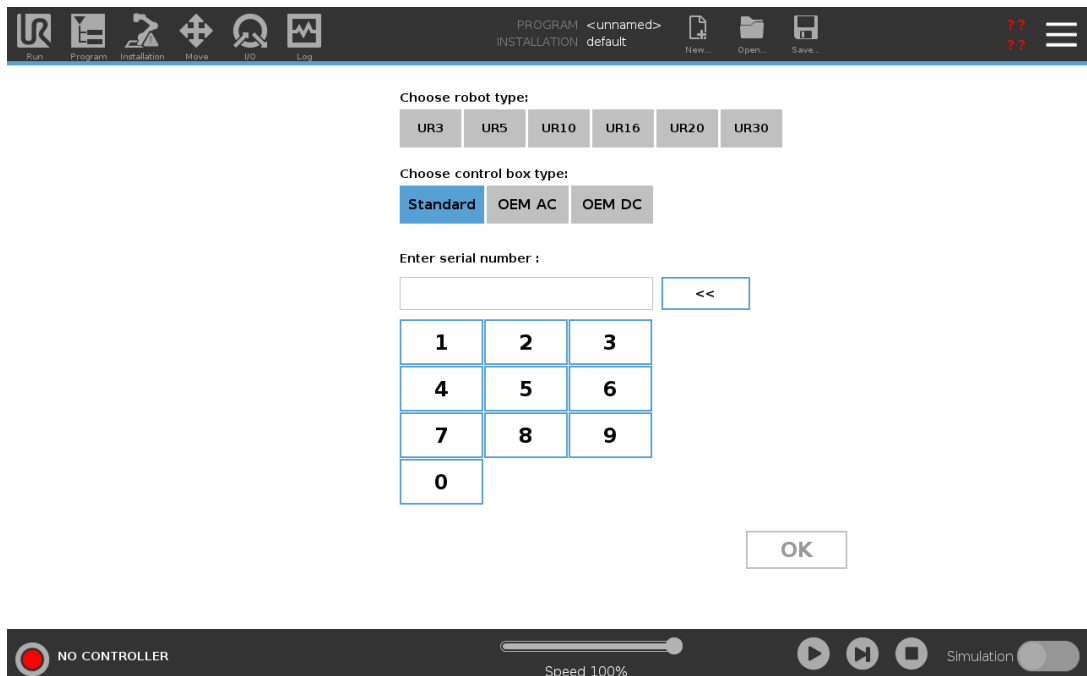 UR
PROGRAM <unnamed>
INSTALLATION default
Run Program Installation Move I/O Log
New... Open... Save...
? ?
? ?
Choose robot type:
UR3 UR5 UR10 UR16 UR20 UR30
Choose control box type:
Standard OEM AC OEM DC
Enter serial number :
<<
1 2 3
4 5 6
7 8 9
0
OK
NO CONTROLLER
Speed 100%
Simulation